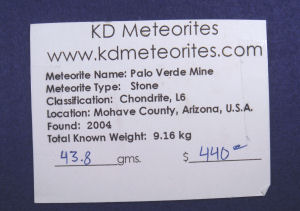 KD Meteorites
www.kdmeteorites.com
Meteorite Name: Palo Verde Mine
Meteorite Type: Stone
Classification: Chondrite, L6
Location: Mohave County, Arizona, U.S.A.
Found: 2004
Total Known Weight: 9.16 kg
43.8 gms. $ 440